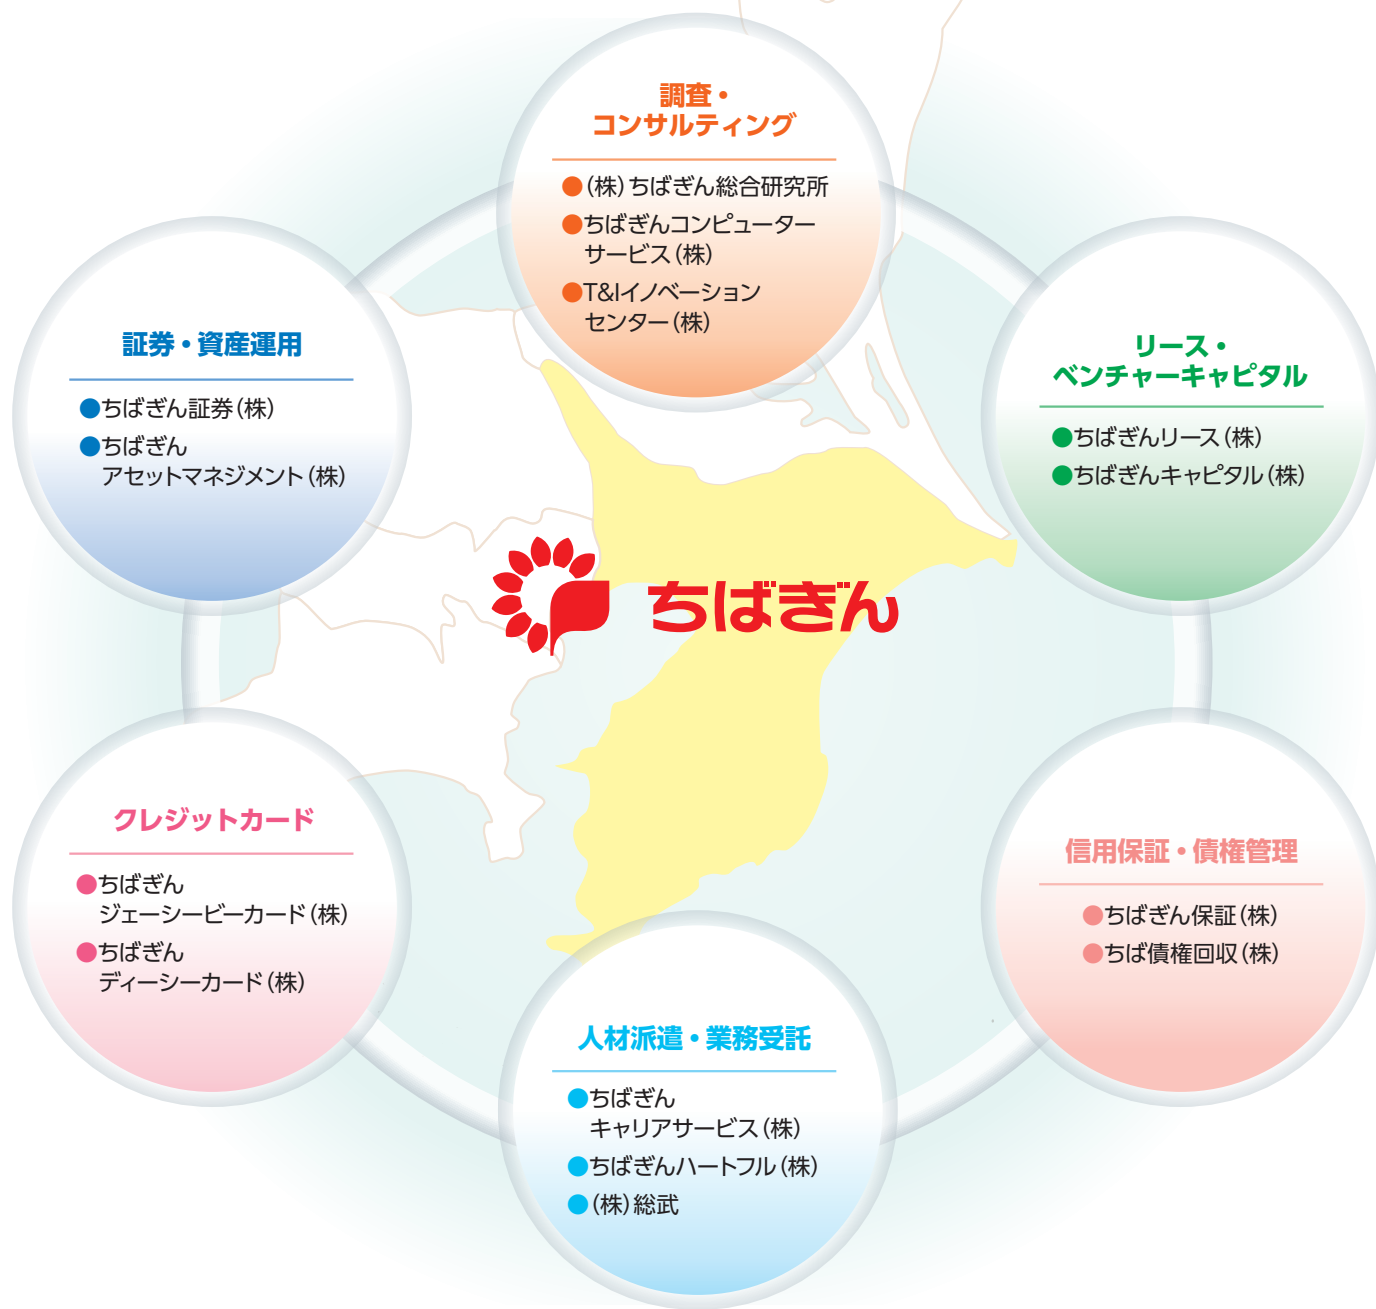 調査・
コンサルティング
●(株)ちばぎん総合研究所
●ちばぎんコンピューター
サービス(株)
●T&Iイノベーション
センター(株)
証券・資産運用
●ちばぎん証券(株)
●ちばぎん
アセットマネジメント(株)
リース・
ベンチャーキャピタル
●ちばぎんリース(株)
●ちばぎんキャピタル(株)
ちばぎん
クレジットカード
●ちばぎん
ジェーシービーカード(株)
●ちばぎん
ディーシーカード(株)
信用保証・債権管理
●ちばぎん保証(株)
●ちば債権回収(株)
人材派遣・業務受託
●ちばぎん
キャリアサービス(株)
●ちばぎんハートフル(株)
●(株)総武